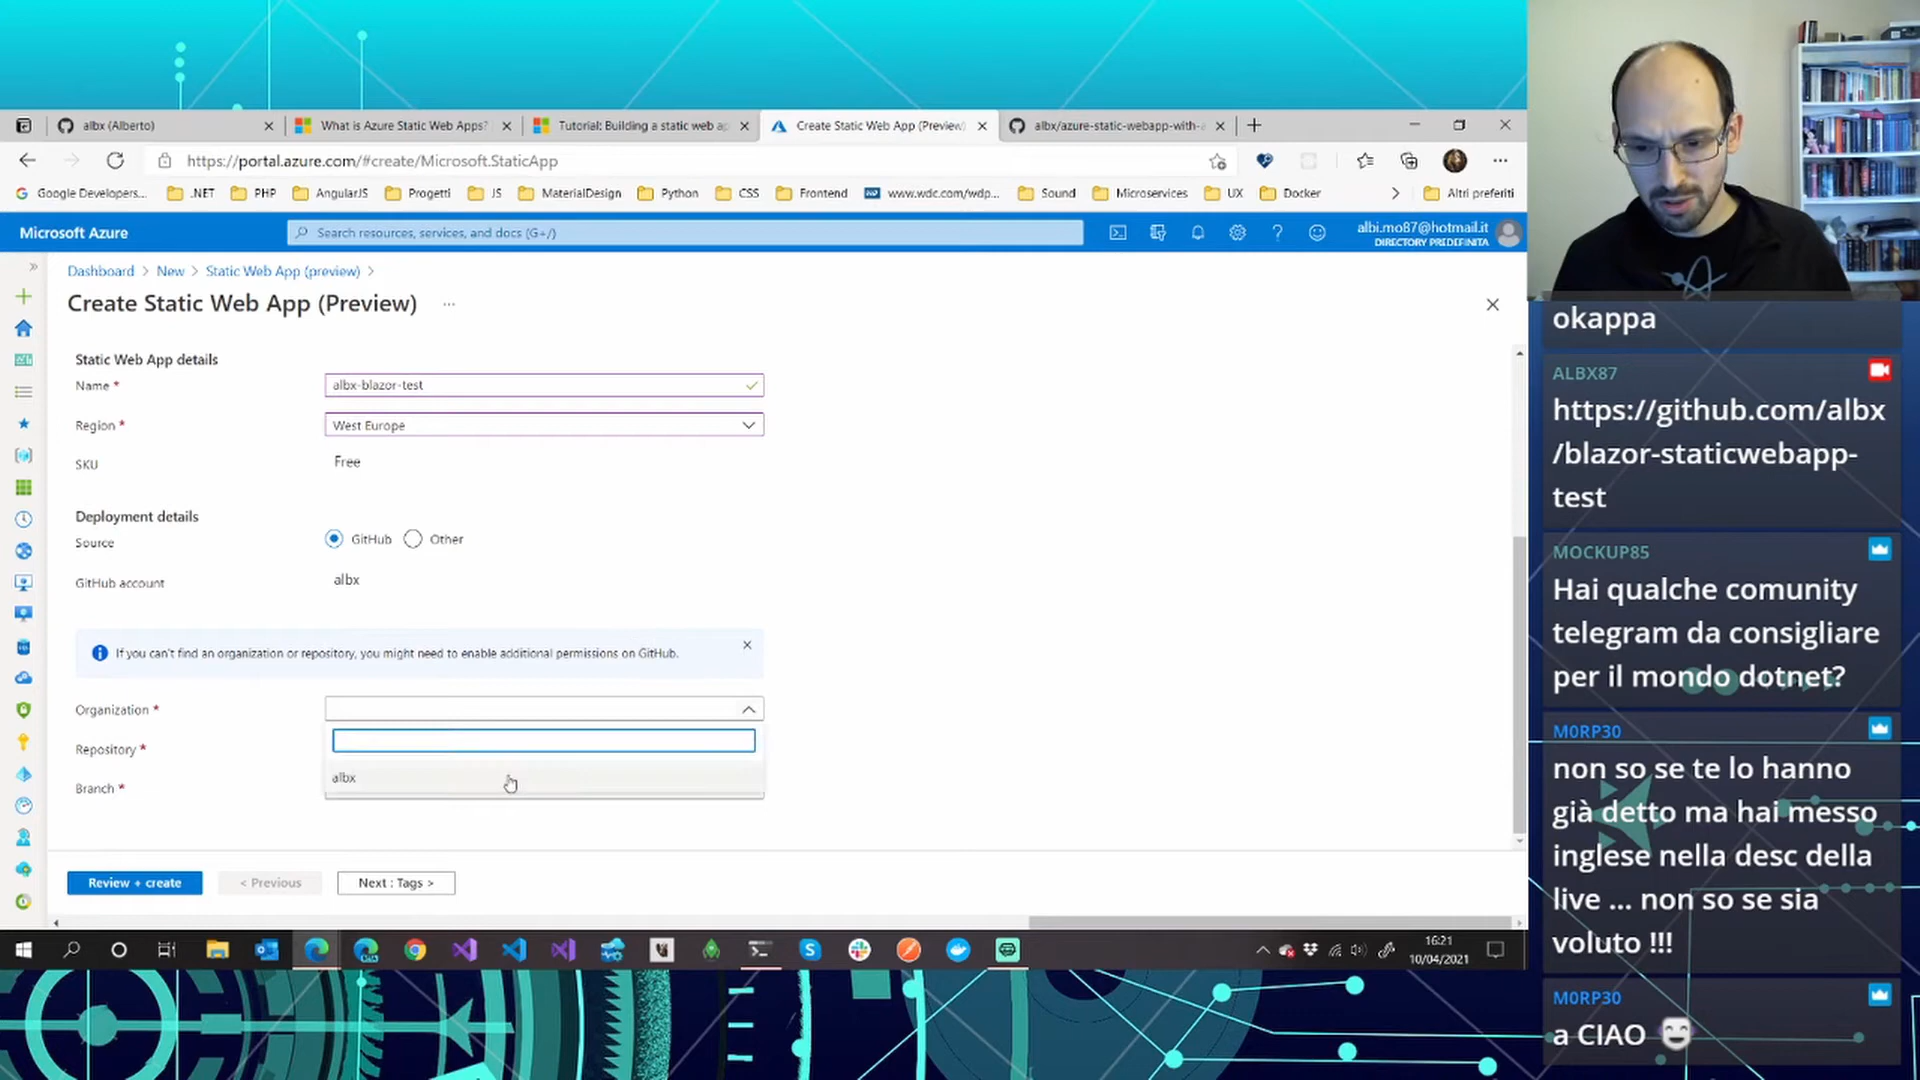 albx (Alberto)
What is Azure Static Web Apps?
Tutorial: Building a static web ap
Create Static Web App (Preview)
albx/azure-static-webapp-with-a
https://portal.azure.com/#create/Microsoft.StaticApp
Google Developers...
.NET
PHP
AngularJS
Progetti
JS
MaterialDesign
Python
CSS
Frontend
www.wdc.com/wdp...
Sound
Microservices
UX
Docker
Altri preferiti
Microsoft Azure
Search resources, services, and docs (G+/)
albi.mo87@hotmail.it
DIRECTORY PREDEFINITA
Dashboard > New > Static Web App (preview) >
Create Static Web App (Preview) ...
Static Web App details
Name *
albx-blazor-test
Region *
West Europe
SKU
Free
Deployment details
Source
GitHub
Other
GitHub account
albx
If you can't find an organization or repository, you might need to enable additional permissions on GitHub.
Organization *
Repository *
albx
Branch *
Review + create
< Previous
Next : Tags >
16:21
10/04/2021
okappa
ALBX87
https://github.com/albx
/blazor-staticwebapp-
test
MOCKUP85
Hai qualche comunity
telegram da consigliare
per il mondo dotnet?
M0RP30
non so se te lo hanno
già detto ma hai messo
inglese nella desc della
live ... non so se sia
voluto !!!
M0RP30
a CIAO